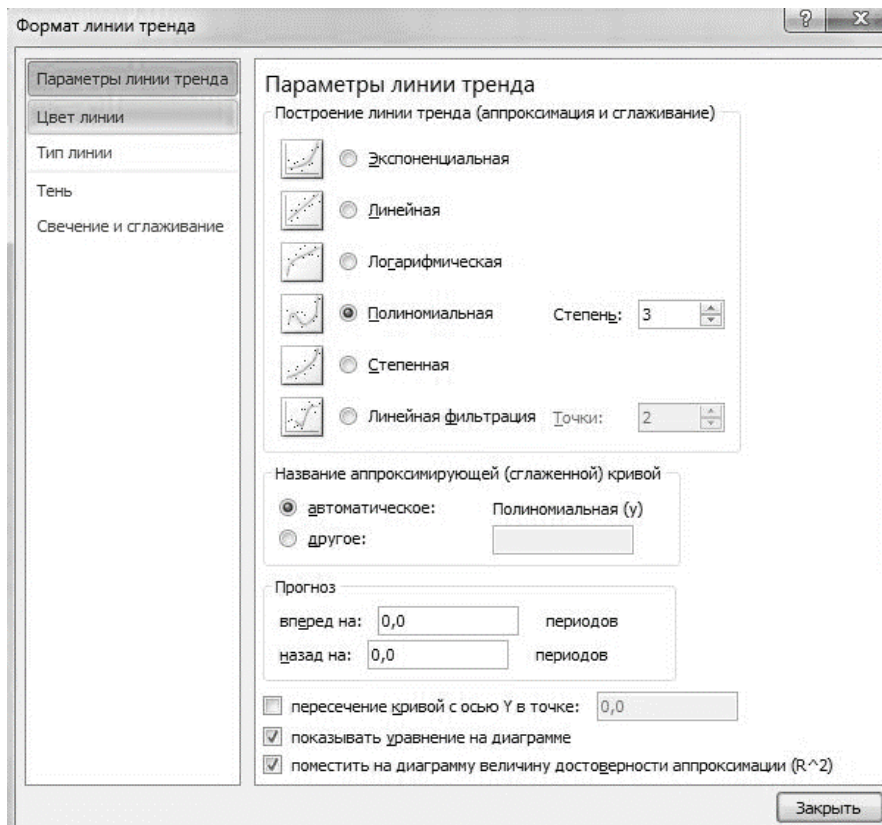 Формат линии тренда
Параметры линии тренда
Цвет линии
Тип линии
Тень
Свечение и сглаживание
Параметры линии тренда
Построение линии тренда (аппроксимация и сглаживание)
Экспоненциальная
Линейная
Логарифмическая
Полиномиальная Степень: 3
Степенная
Линейная фильтрация Точки: 2
Название аппроксимирующей (сглаженной) кривой
автоматическое: Полиномиальная (y)
другое:
Прогноз
вперед на: 0,0 периодов
назад на: 0,0 периодов
пересечение кривой с осью Y в точке: 0,0
показывать уравнение на диаграмме
поместить на диаграмму величину достоверности аппроксимации (R^2)
Закрыть